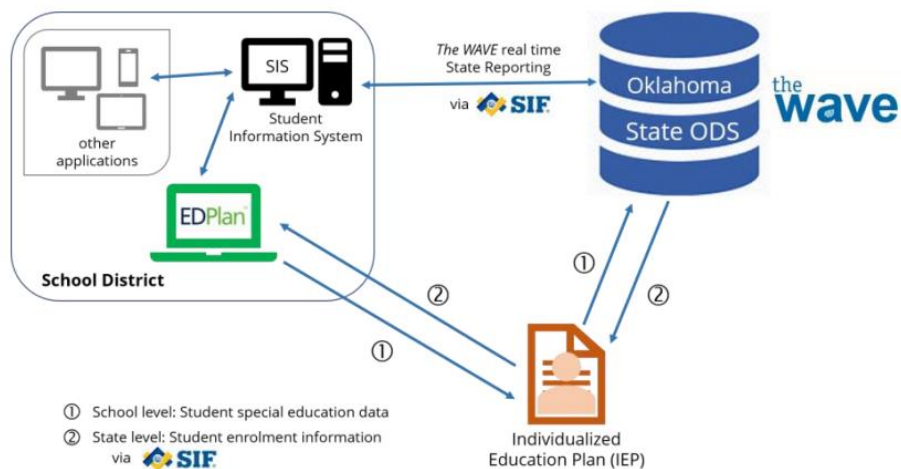 SIS
The WAVE real time
State Reporting
via SIF
Oklahoma
State ODS
the
wave
other
applications
Student
Information System
EDPlan™
School District
①
②
①
②
① School level: Student special education data
② State level: Student enrolment information
via SIF
Individualized
Education Plan (IEP)